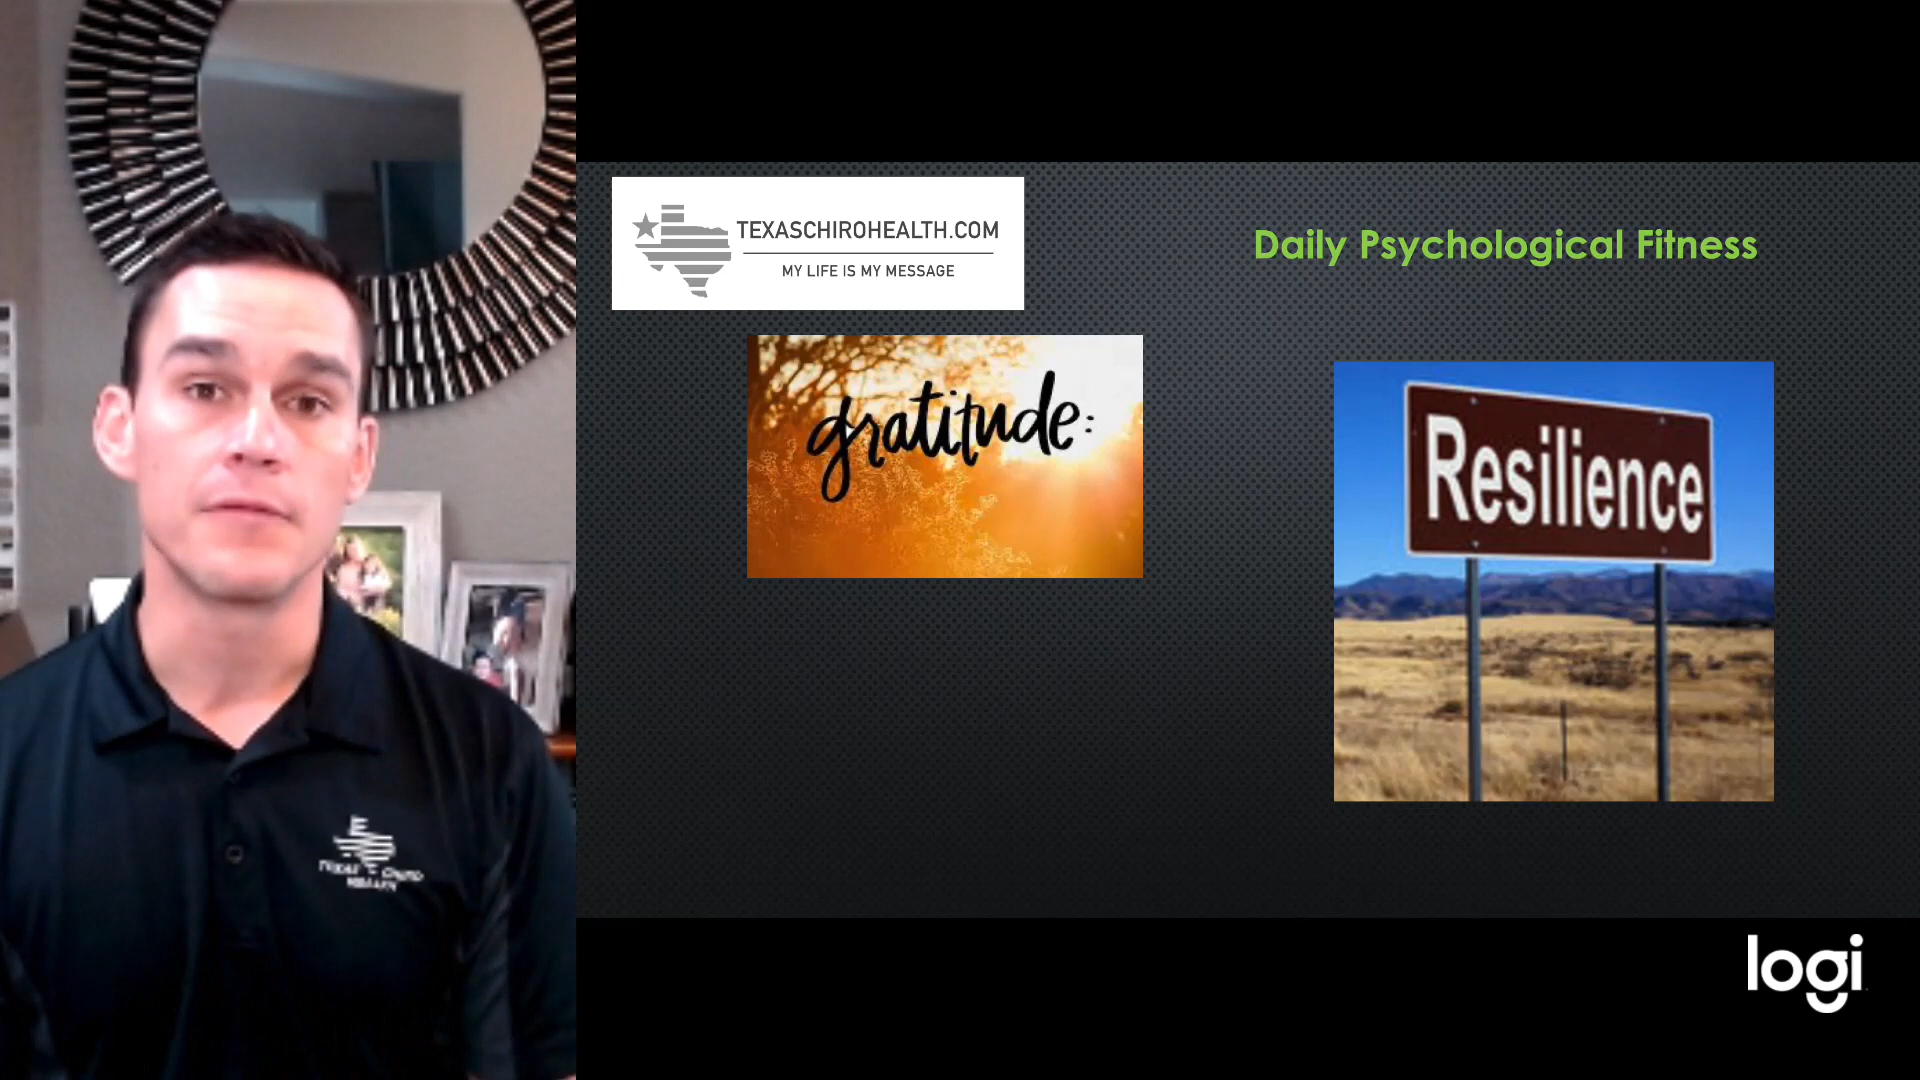 TEXASCHIROHEALTH.COM
MY LIFE IS MY MESSAGE
Daily Psychological Fitness
gratitude:
Resilience
logi